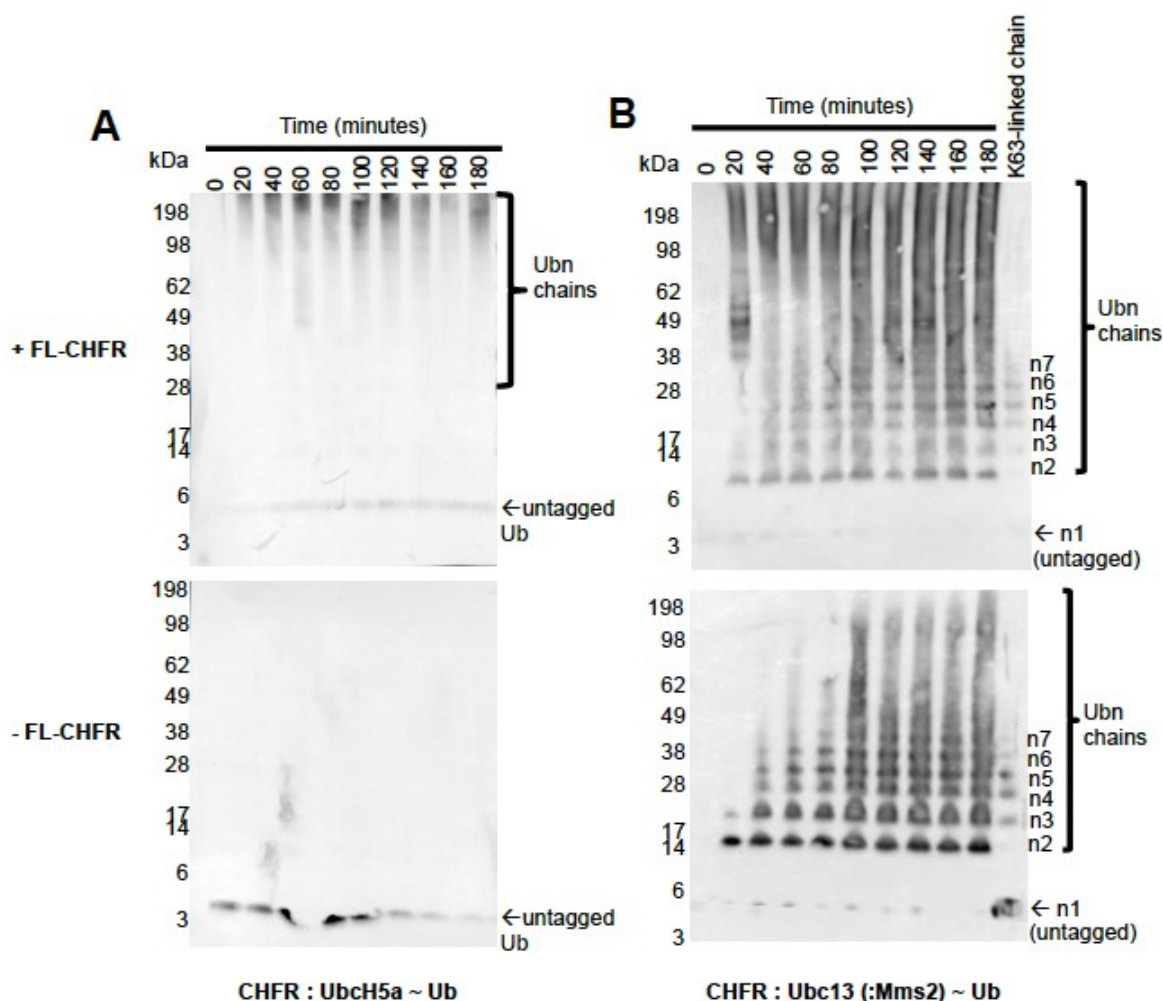 A
Time (minutes)
kDa
0 20 40 60 80 100 120 140 160 180
198
98
62
49
38
28
17
14
6
3
Ubn
chains
←untagged
Ub
+ FL-CHFR
198
98
62
49
38
28
17
14
6
3
←untagged
Ub
- FL-CHFR
CHFR : UbcH5a ~ Ub
B
Time (minutes)
kDa
0 20 40 60 80 100 120 140 160 180 K63-linked chain
198
98
62
49
38
28
17
14
6
3
n7
n6
n5
n4
n3
n2
Ubn
chains
← n1
(untagged)
198
98
62
49
38
28
17
14
6
3
n7
n6
n5
n4
n3
n2
Ubn
chains
← n1
(untagged)
CHFR : Ubc13 (:Mms2) ~ Ub